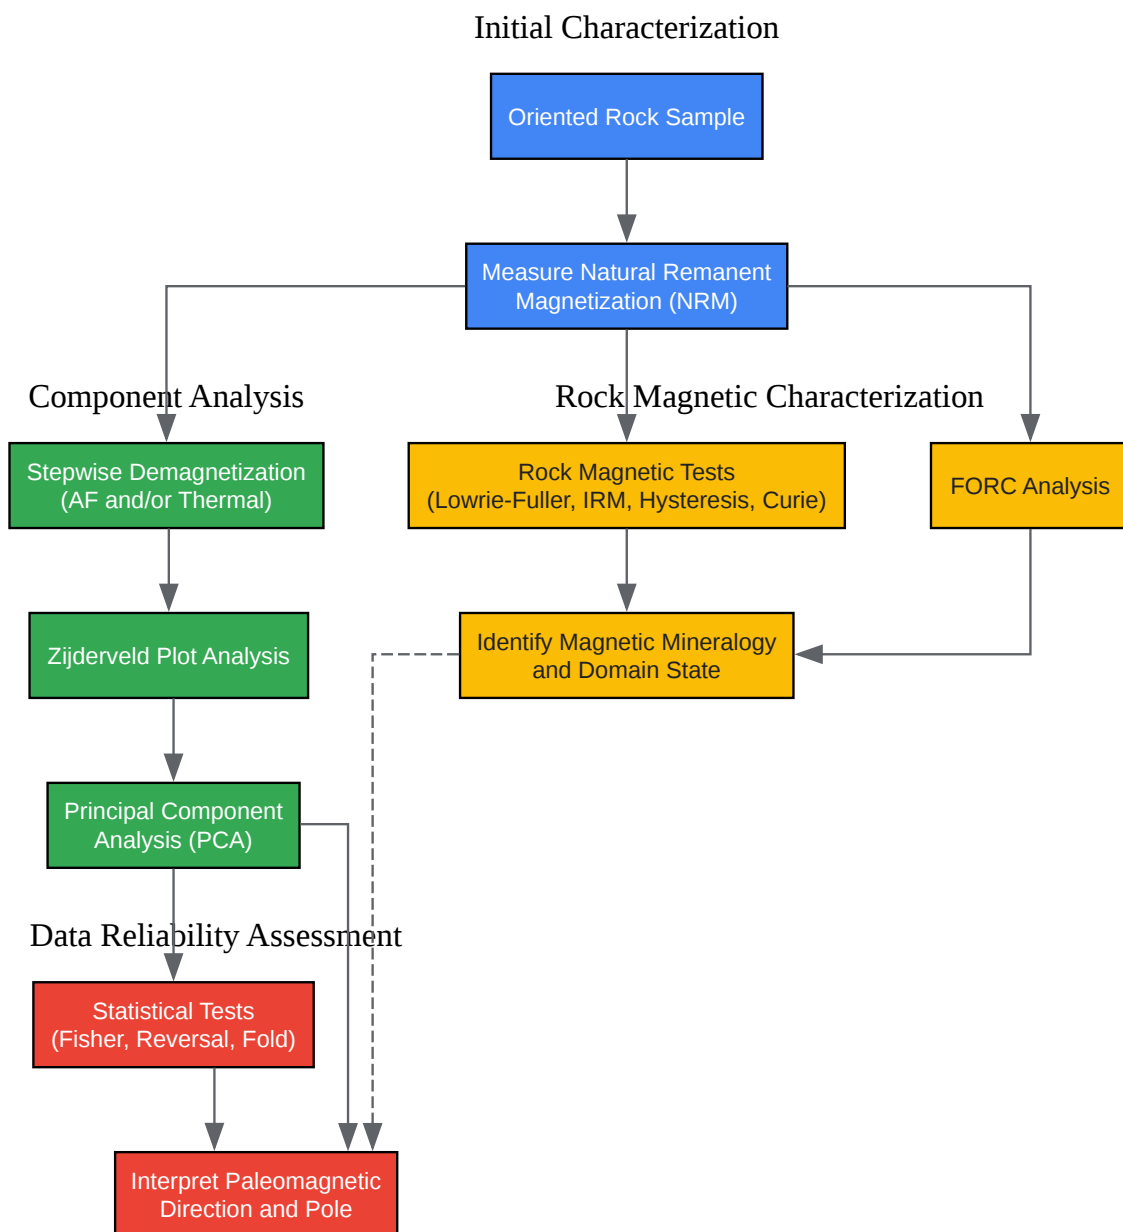 Initial Characterization
Oriented Rock Sample
Measure Natural Remanent
Magnetization (NRM)
Component Analysis
Rock Magnetic Characterization
Stepwise Demagnetization
(AF and/or Thermal)
Rock Magnetic Tests
(Lowrie-Fuller, IRM, Hysteresis, Curie)
FORC Analysis
Zijderveld Plot Analysis
Identify Magnetic Mineralogy
and Domain State
Principal Component
Analysis (PCA)
Data Reliability Assessment
Statistical Tests
(Fisher, Reversal, Fold)
Interpret Paleomagnetic
Direction and Pole